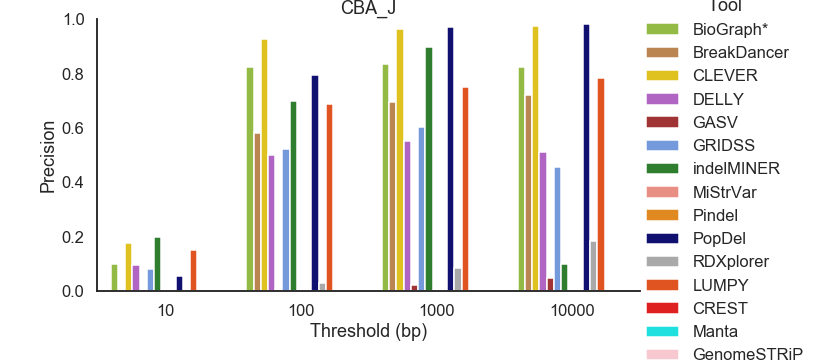 CBA_J
Tool
1.0
0.8
0.6
0.4
0.2
0.0
Precision
10
100
1000
10000
Threshold (bp)
BioGraph*
BreakDancer
CLEVER
DELLY
GASV
GRIDSS
indelMINER
MiStrVar
Pindel
PopDel
RDXplorer
LUMPY
CREST
Manta
GenomeSTRiP